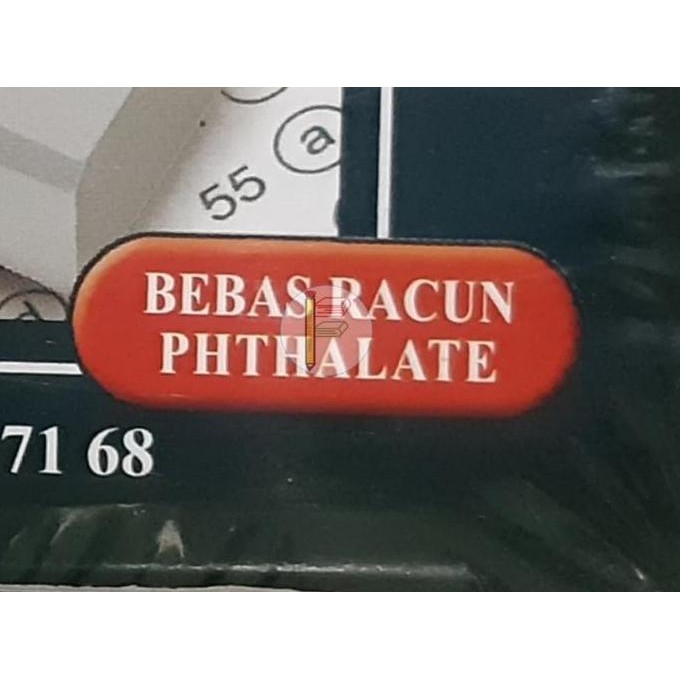 55 a
BEBAS RACUN
PHTHALATE
71 68